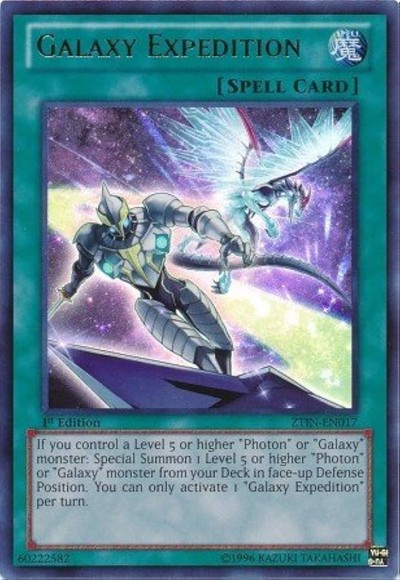 GALAXY EXPEDITION
魔
[SPELL CARD]
1st Edition
ZTIN-EN017
If you control a Level 5 or higher "Photon" or "Galaxy"
monster: Special Summon 1 Level 5 or higher "Photon"
or "Galaxy" monster from your Deck in face-up Defense
Position. You can only activate 1 "Galaxy Expedition"
per turn.
60222582
©1996 KAZUKI TAKAHASHI